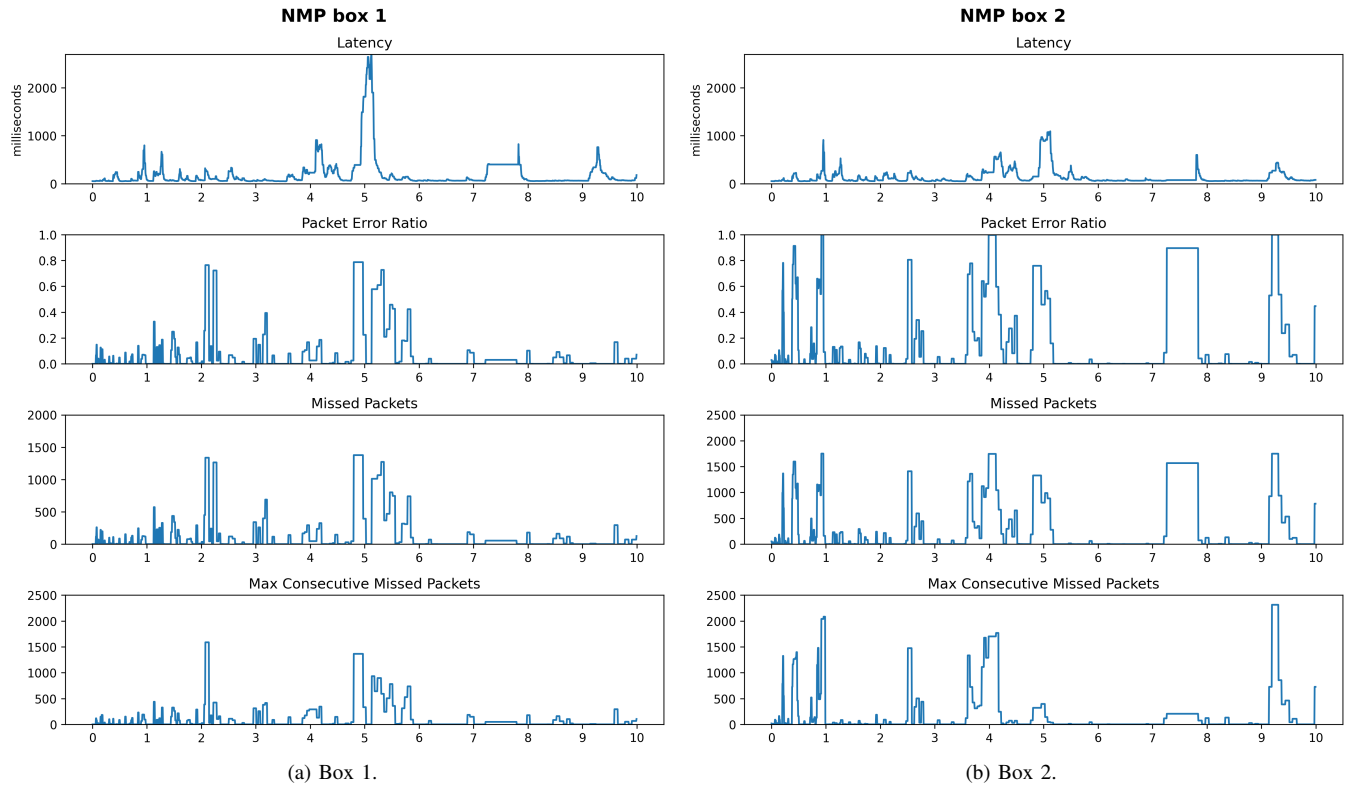 NMP box 1
Latency
milliseconds
2000
1000
0
0 1 2 3 4 5 6 7 8 9 10
Packet Error Ratio
1.0
0.8
0.6
0.4
0.2
0.0
0 1 2 3 4 5 6 7 8 9 10
Missed Packets
2000
1500
1000
500
0
0 1 2 3 4 5 6 7 8 9 10
Max Consecutive Missed Packets
2500
2000
1500
1000
500
0
0 1 2 3 4 5 6 7 8 9 10
(a) Box 1.
NMP box 2
Latency
milliseconds
2000
1000
0
0 1 2 3 4 5 6 7 8 9 10
Packet Error Ratio
1.0
0.8
0.6
0.4
0.2
0.0
0 1 2 3 4 5 6 7 8 9 10
Missed Packets
2500
2000
1500
1000
500
0
0 1 2 3 4 5 6 7 8 9 10
Max Consecutive Missed Packets
2500
2000
1500
1000
500
0
0 1 2 3 4 5 6 7 8 9 10
(b) Box 2.